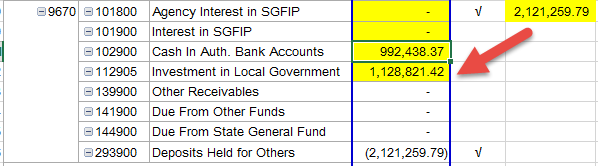 9670 101800 Agency Interest in SGFIP - √ 2,121,259.79
101900 Interest in SGFIP -
102900 Cash In Auth. Bank Accounts 992,438.37
112905 Investment in Local Government 1,128,821.42
139900 Other Receivables -
141900 Due From Other Funds -
144900 Due From State General Fund -
293900 Deposits Held for Others (2,121,259.79) √